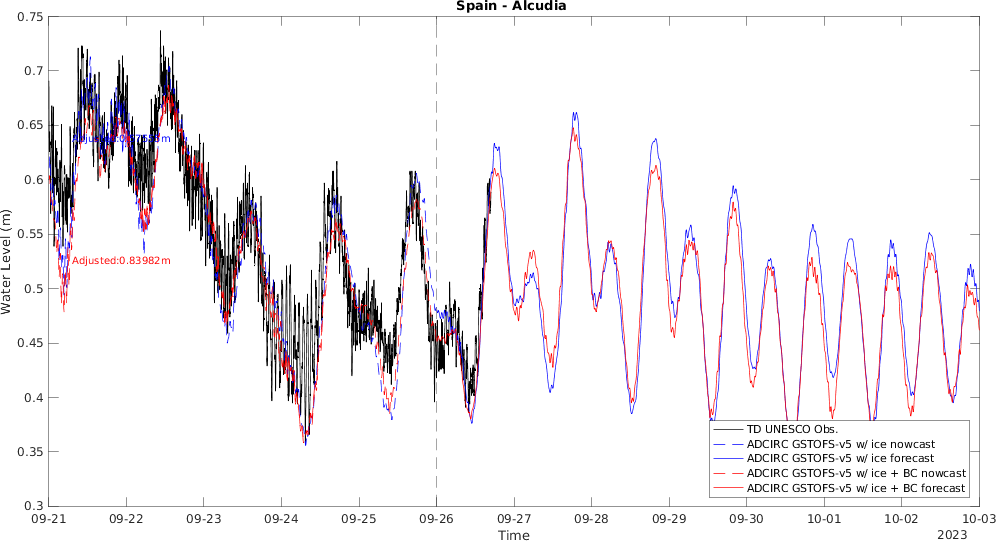 Spain - Alcudia
0.75
0.7
0.65
0.6
0.55
0.5
0.45
0.4
0.35
0.3
Water Level (m)
Adjusted:0.83982m
TD UNESCO Obs.
ADCIRC GSTOFS-v5 w/ ice nowcast
ADCIRC GSTOFS-v5 w/ ice forecast
ADCIRC GSTOFS-v5 w/ ice + BC nowcast
ADCIRC GSTOFS-v5 w/ ice + BC forecast
09-21 09-22 09-23 09-24 09-25 09-26 09-27 09-28 09-29 09-30 10-01 10-02 10-03
Time
2023